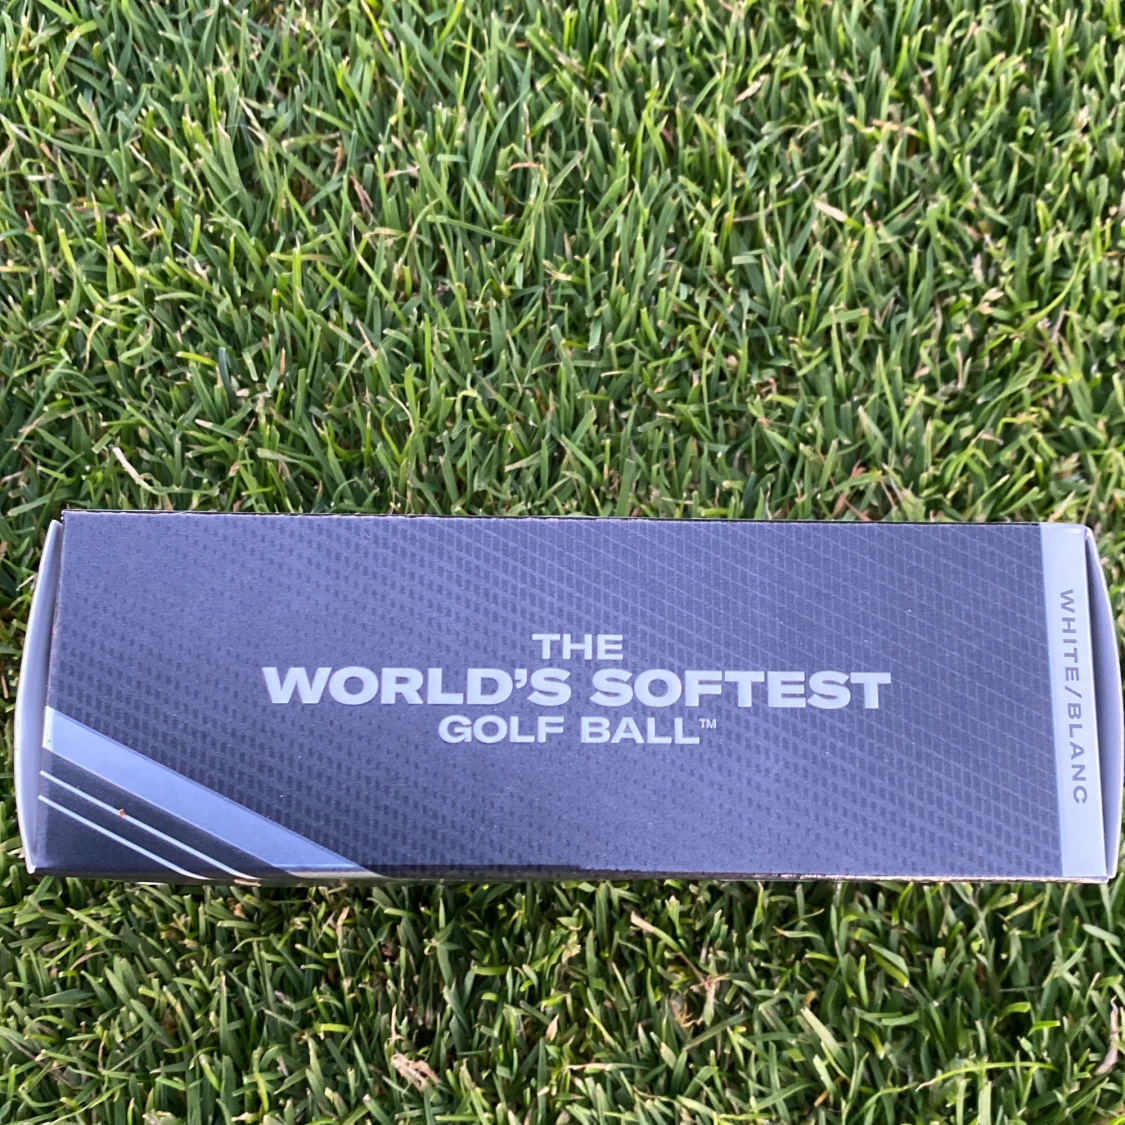 THE
WORLD'S SOFTEST
GOLF BALL™
WHITE/BLANC